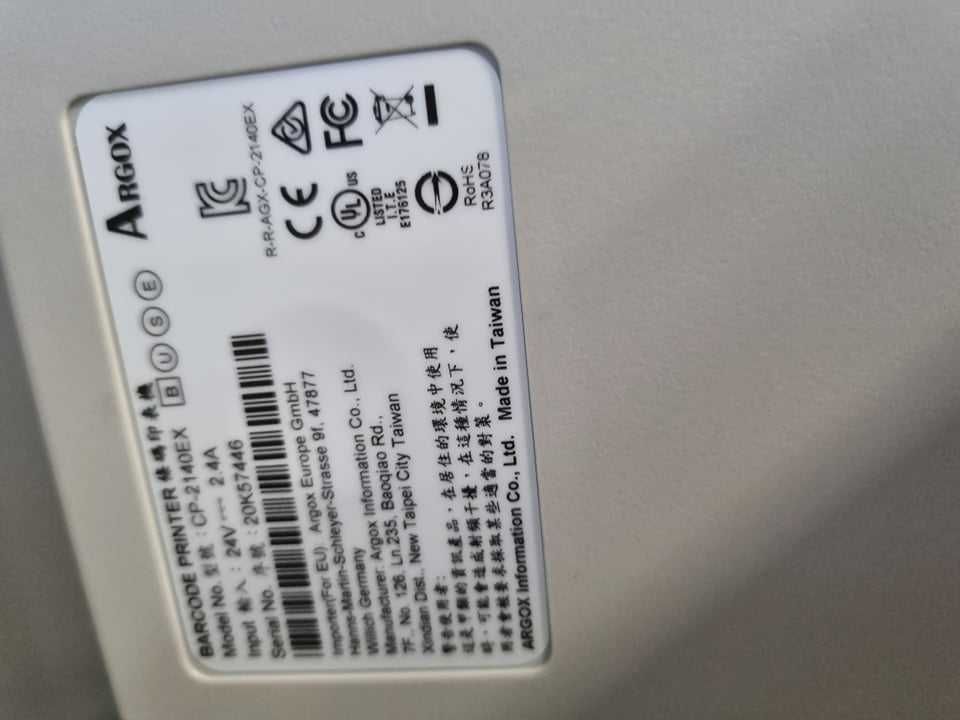 ARGOX
BARCODE PRINTER 條碼印表機
Model No. 型號 : CP-2140EX
B U S E
Input 輸入 : 24V 2.4A
Serial No. 序號 : 20K57446
R-R-AGX-CP-2140EX
CE
FC
C UL US
LISTED
I.T.E
E176125
RoHS
R3A078
Importer(For EU) Argox Europe GmbH
Hanns-Martin-Schleyer-Strasse 9f, 47877
Willich Germany
Manufacturer: Argox Information Co., Ltd.
7F., No. 126, Ln.235, Baoqiao Rd.,
Xindian Dist., New Taipei City Taiwan
警告使用者:
這是甲類的資訊產品,在居住的環境中使用
時,可能會造成射頻干擾,在這種情況下,使
用者會被要求採取某些適當的對策。
ARGOX Information Co., Ltd. Made in Taiwan